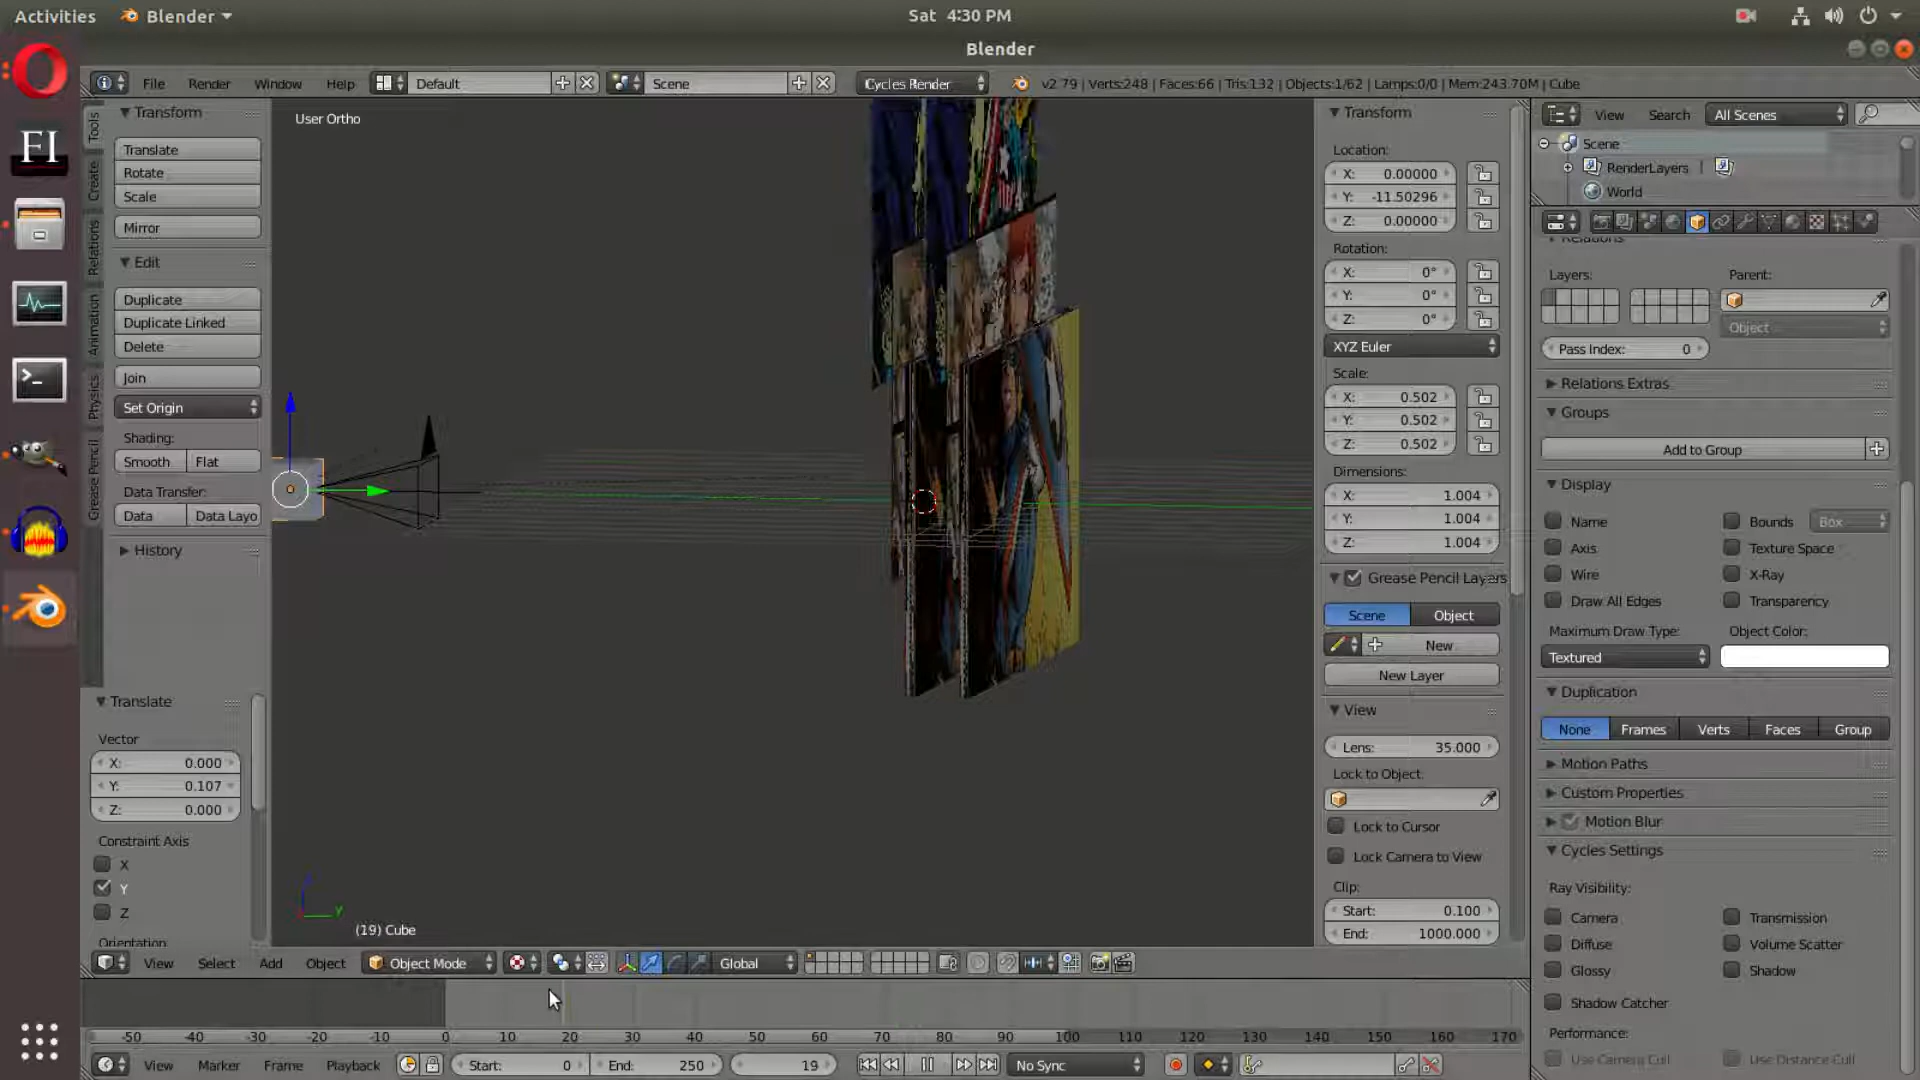 Activities
Blender
Sat 4:30 PM
Blender
File Render Window Help
Default
Scene
Cycles Render
v2.79 | Verts:248 | Faces:66 | Tris:132 | Objects:1/62 | Lamps:0/0 | Mem:243.70M | Cube
FI
Tools
Create
Relations
Animation
Physics
Grease Pencil
Transform
Translate
Rotate
Scale
Mirror
Edit
Duplicate
Duplicate Linked
Delete
Join
Set Origin
Shading:
Smooth Flat
Data Transfer:
Data Data Layo
History
Translate
Vector
X: 0.000
Y: 0.107
Z: 0.000
Constraint Axis
X
Y
Z
Orientation
User Ortho
(19) Cube
Transform
Location:
X: 0.00000
Y: -11.50296
Z: 0.00000
Rotation:
X: 0°
Y: 0°
Z: 0°
XYZ Euler
Scale:
X: 0.502
Y: 0.502
Z: 0.502
Dimensions:
X: 1.004
Y: 1.004
Z: 1.004
Grease Pencil Layers
Scene Object
New
New Layer
View
Lens: 35.000
Lock to Object:
Lock to Cursor
Lock Camera to View
Clip:
Start: 0.100
End: 1000.000
View Search All Scenes
Scene
RenderLayers
World
Relations
Layers: Parent:
Object
Pass Index: 0
Relations Extras
Groups
Add to Group
Display
Name Bounds Box
Axis Texture Space
Wire X-Ray
Draw All Edges Transparency
Maximum Draw Type: Object Color:
Textured
Duplication
None Frames Verts Faces Group
Motion Paths
Custom Properties
Motion Blur
Cycles Settings
Ray Visibility:
Camera Transmission
Diffuse Volume Scatter
Glossy Shadow
Shadow Catcher
Performance:
Use Camera Cull Use Distance Cull
View Select Add Object Object Mode Global
-50 -40 -30 -20 -10 0 10 20 30 40 50 60 70 80 90 100 110 120 130 140 150 160 170
View Marker Frame Playback Start: 0 End: 250 19 No Sync